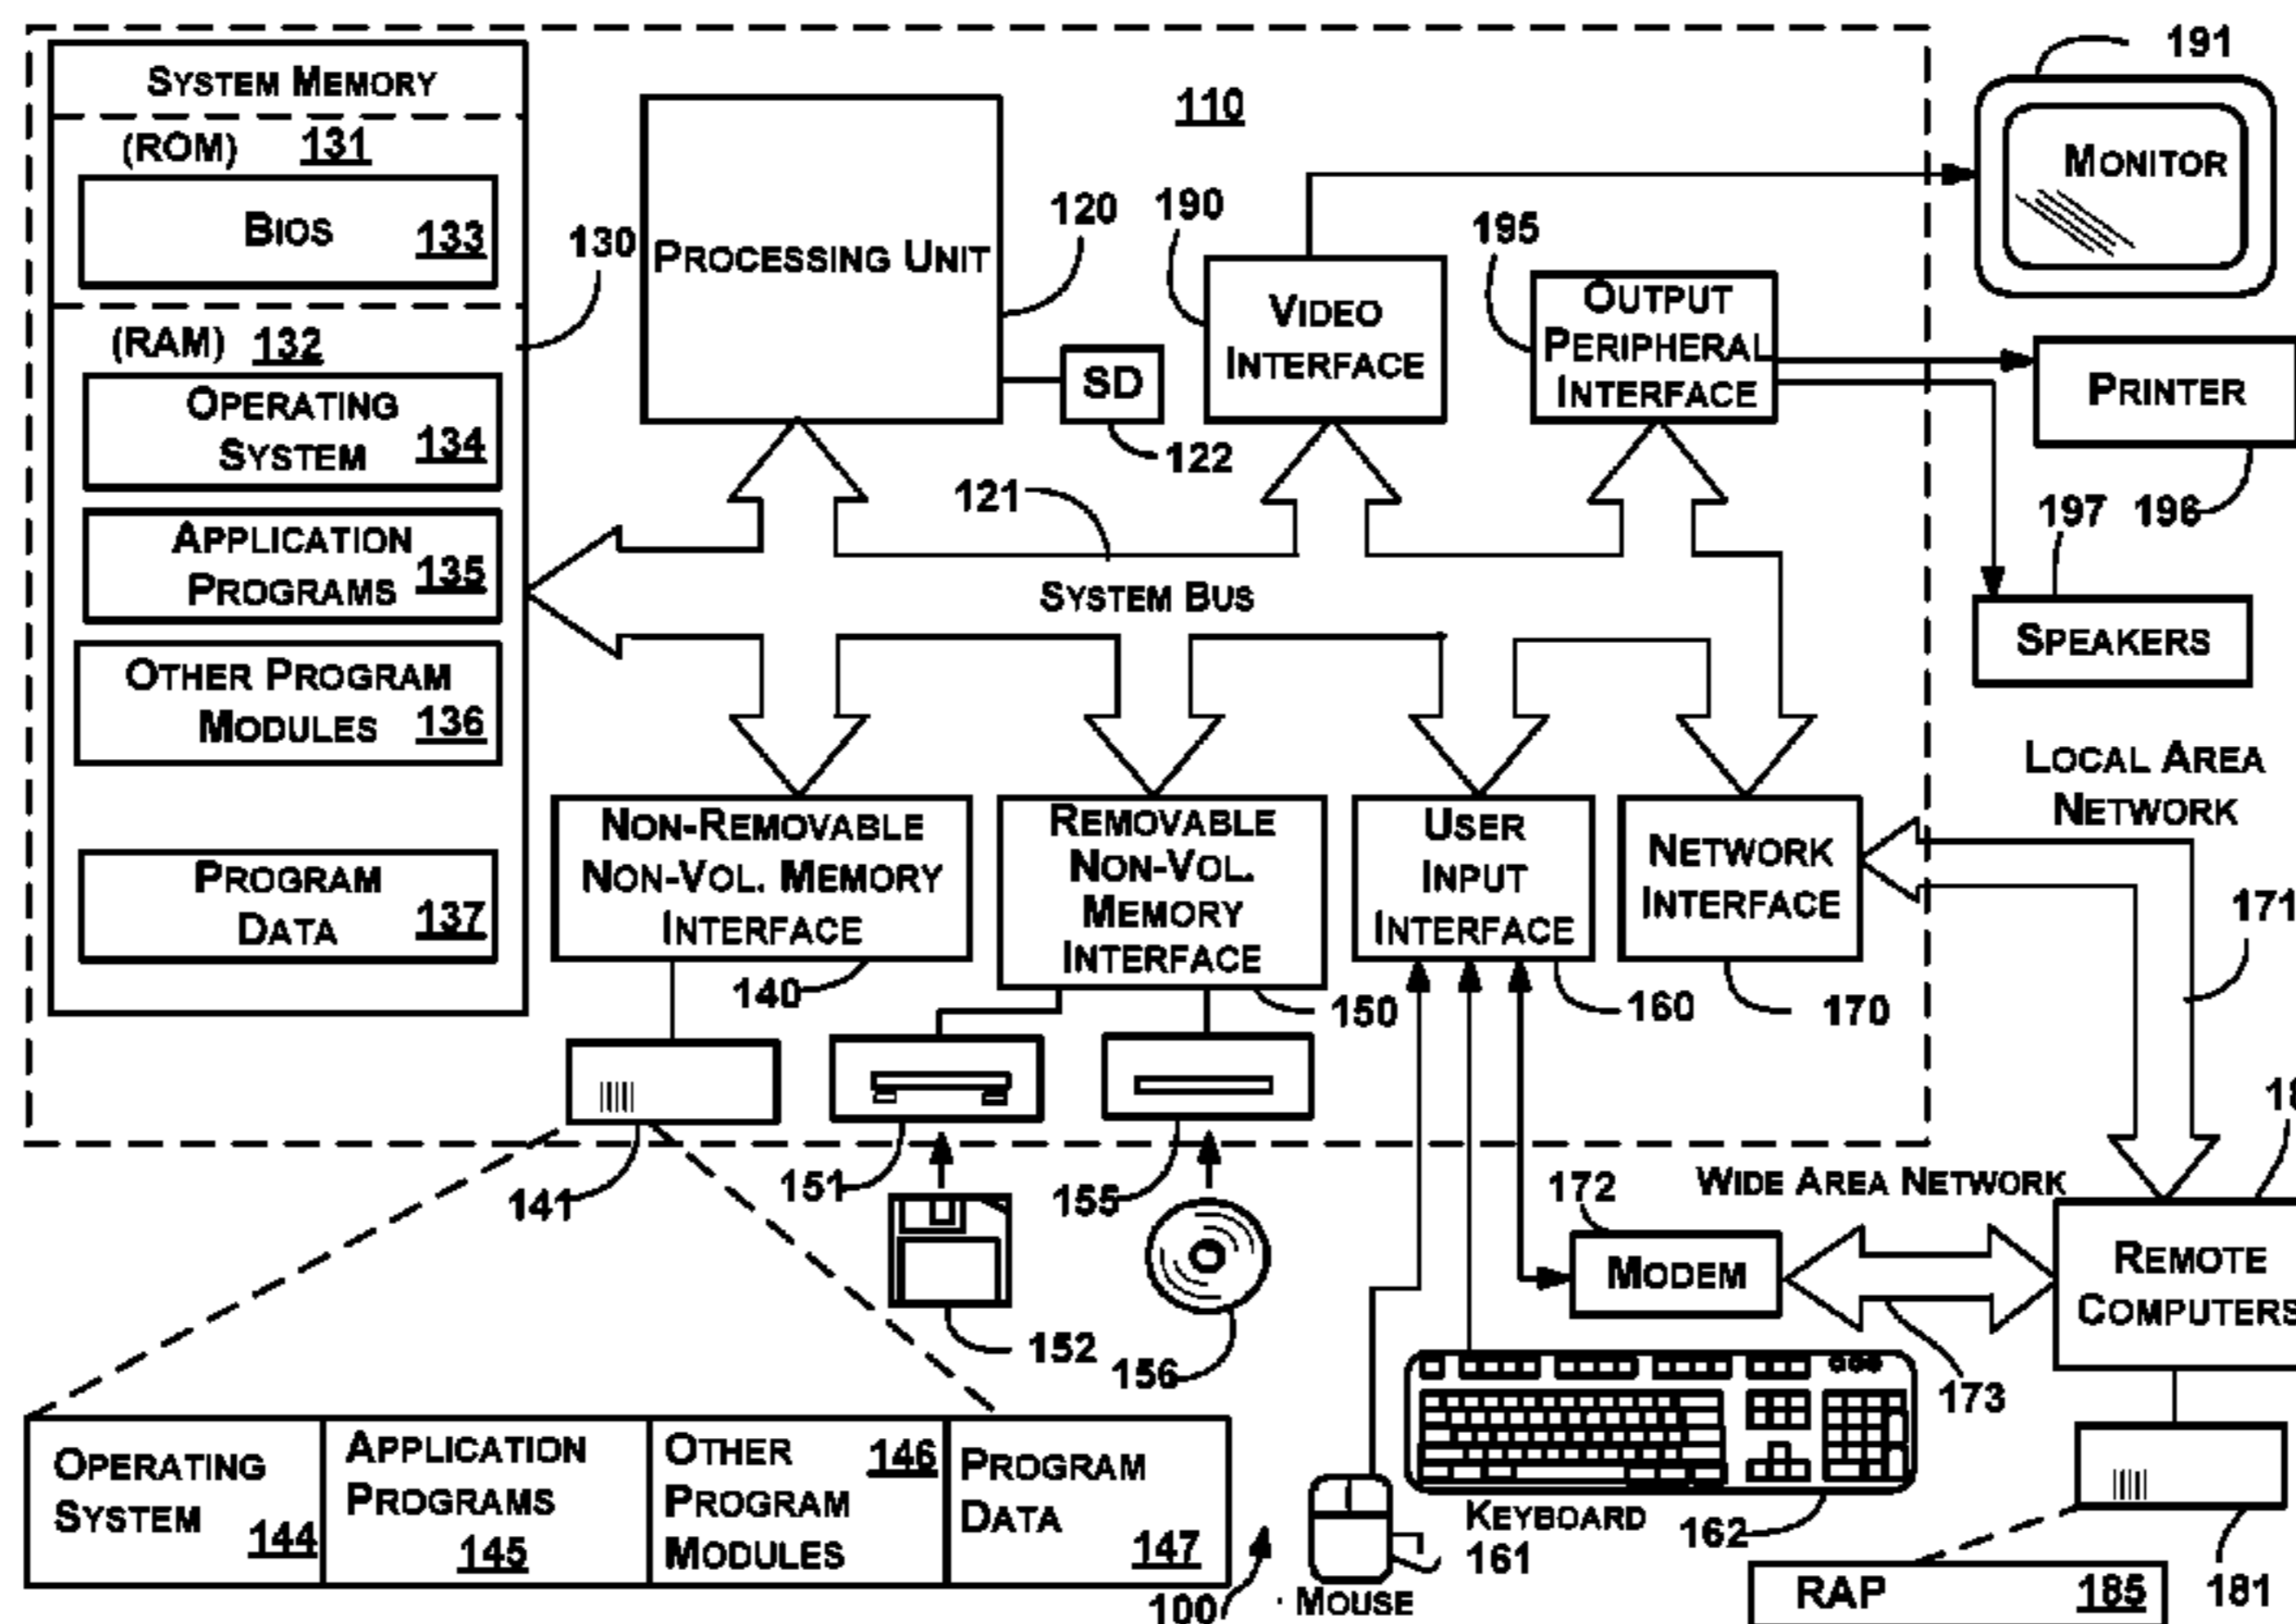 191
SYSTEM MEMORY
(ROM) 131
BIOS 133
130
(RAM) 132
OPERATING
SYSTEM 134
APPLICATION
PROGRAMS 135
OTHER PROGRAM
MODULES 136
PROGRAM
DATA 137
PROCESSING UNIT
110
120
SD
122
190
VIDEO
INTERFACE
195
OUTPUT
PERIPHERAL
INTERFACE
MONITOR
PRINTER
196
197
SPEAKERS
121
SYSTEM BUS
NON-REMOVABLE
NON-VOL. MEMORY
INTERFACE
140
REMOVABLE
NON-VOL.
MEMORY
INTERFACE
150
USER
INPUT
INTERFACE
160
NETWORK
INTERFACE
170
LOCAL AREA
NETWORK
171
141
151
155
152
156
172
WIDE AREA NETWORK
MODEM
173
REMOTE
COMPUTERS
OPERATING
SYSTEM 144
APPLICATION
PROGRAMS
145
OTHER 146
PROGRAM
MODULES
PROGRAM
DATA
147
100
MOUSE
KEYBOARD
161
162
RAP 185
181